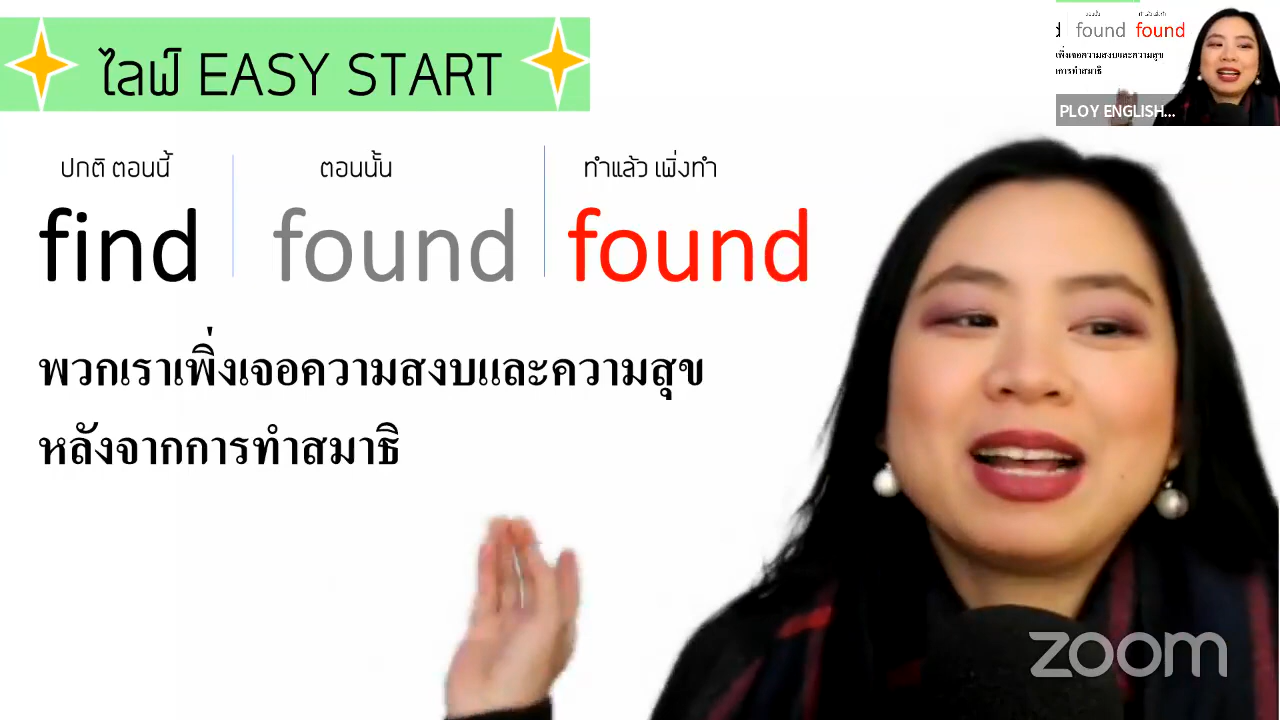 ไลฟ์ EASY START
ปกติ ตอนนี้
ตอนนั้น
ทำแล้ว เพิ่งทำ
find
found
found
พวกเราเพิ่งเจอความสงบและความสุข
หลังจากการทำสมาธิ
found found
PLOY ENGLISH...
zoom